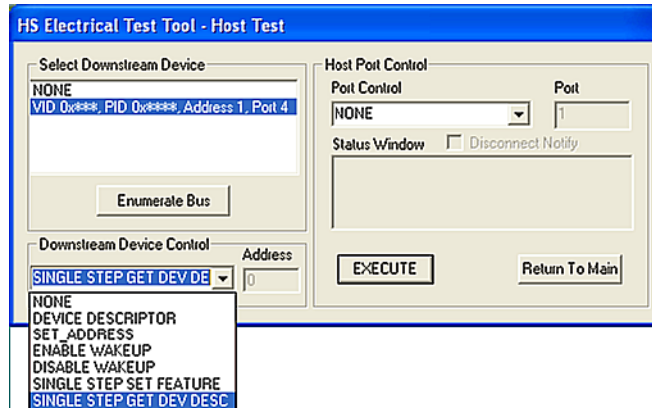 HS Electrical Test Tool - Host Test
Select Downstream Device
NONE
VID 0x***, PID 0x****, Address 1, Port 4
Enumerate Bus
Downstream Device Control
Address
SINGLE STEP GET DEV DE
0
NONE
DEVICE DESCRIPTOR
SET_ADDRESS
ENABLE WAKEUP
DISABLE WAKEUP
SINGLE STEP SET FEATURE
SINGLE STEP GET DEV DESC
Host Port Control
Port Control
Port
NONE
1
Status Window
Disconnect Notify
EXECUTE
Return To Main